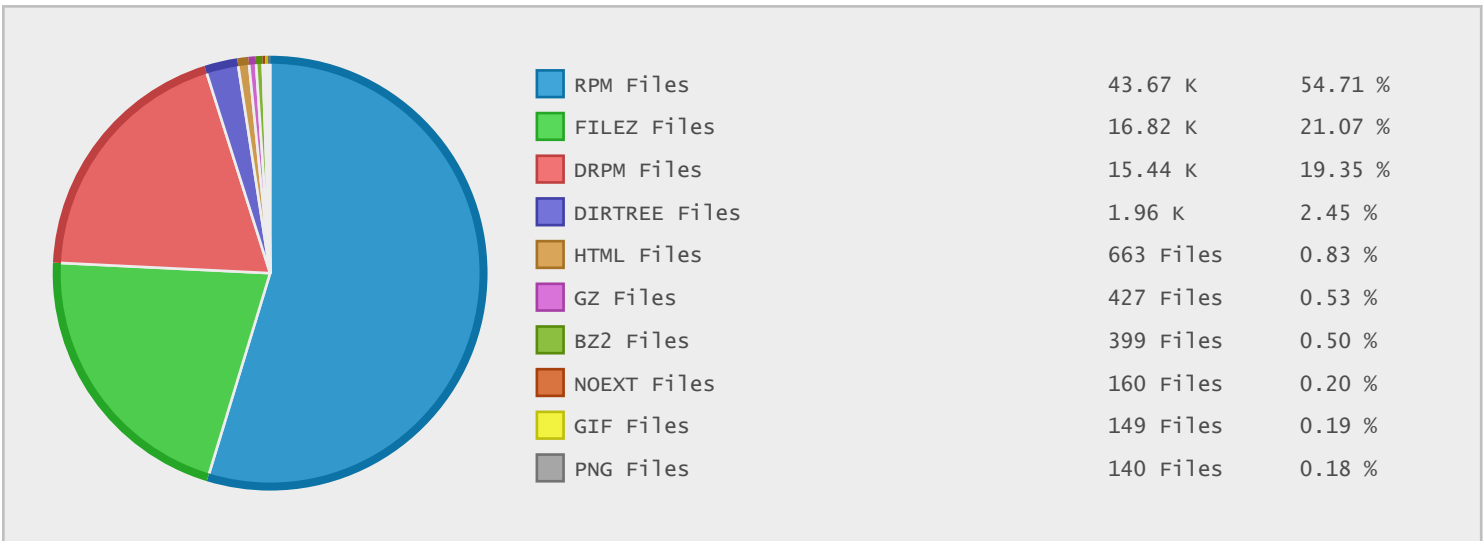 RPM Files 43.67 K 54.71 %
FILEZ Files 16.82 K 21.07 %
DRPM Files 15.44 K 19.35 %
DIRTREE Files 1.96 K 2.45 %
HTML Files 663 Files 0.83 %
GZ Files 427 Files 0.53 %
BZ2 Files 399 Files 0.50 %
NOEXT Files 160 Files 0.20 %
GIF Files 149 Files 0.19 %
PNG Files 140 Files 0.18 %